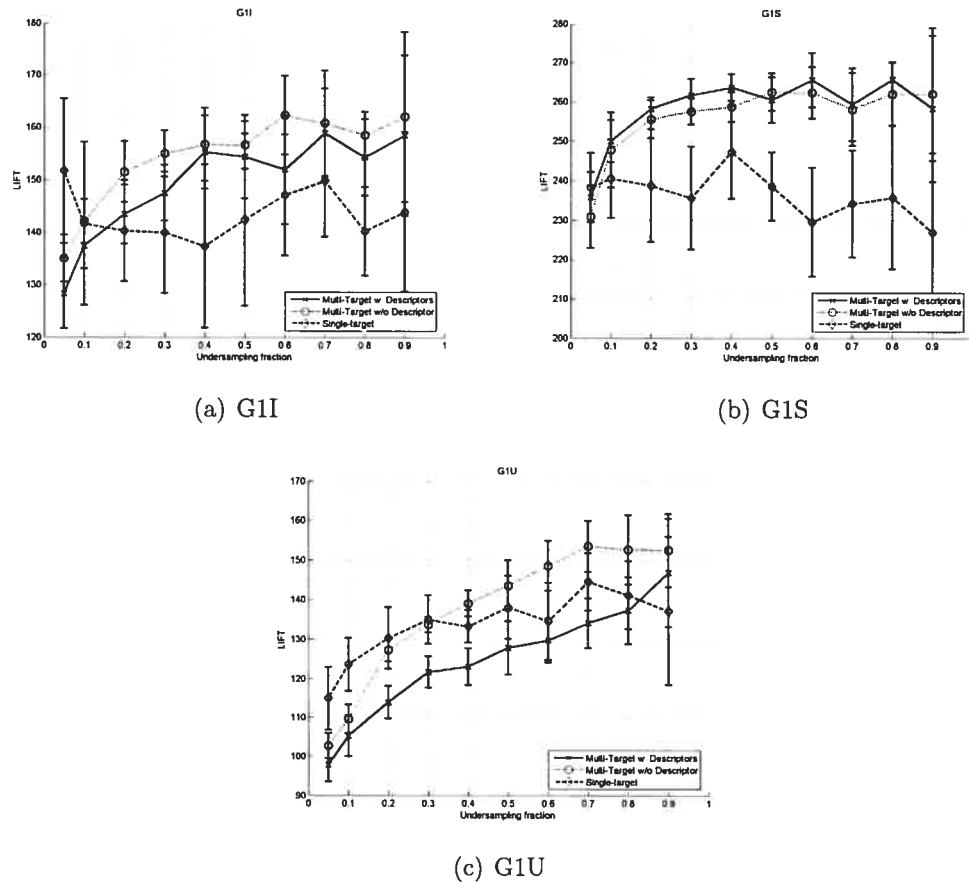 G1I
180
170
160
150
140
130
120
LIFT
0
0.1
0.2
0.3
0.4
0.5
0.6
0.7
0.8
0.9
1
Undersampling fraction
Multi-Target w Descriptors
Multi-Target w/o Descriptor
Single-target
(a) G1I
G1S
280
270
260
250
240
230
220
210
200
LIFT
0
0.1
0.2
0.3
0.4
0.5
0.6
0.7
0.8
0.9
Undersampling fraction
Multi-Target w Descriptors
Multi-Target w/o Descriptor
Single-target
(b) G1S
G1U
170
160
150
140
130
120
110
100
90
LIFT
0
0.1
0.2
0.3
0.4
0.5
0.6
0.7
0.8
0.9
1
Undersampling fraction
Multi-Target w Descriptors
Multi-Target w/o Descriptor
Single-target
(c) G1U